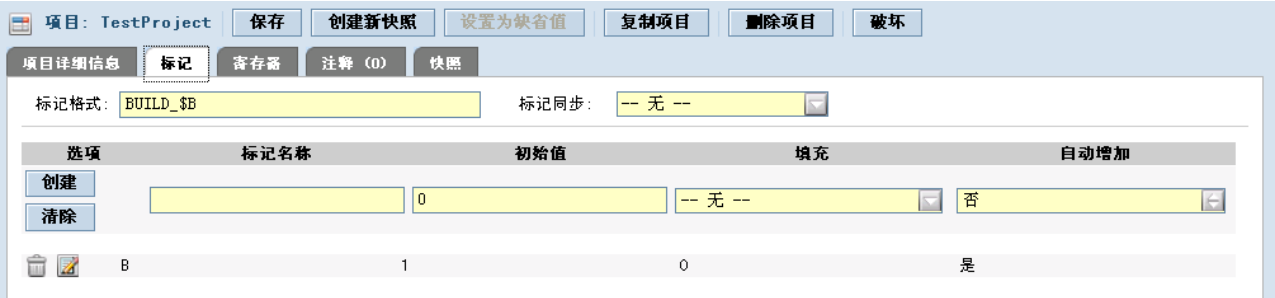 项目: TestProject 保存 创建新快照 设置为缺省值 复制项目 删除项目 破坏
项目详细信息 标记 寄存器 注释 (0) 快照
标记格式: BUILD_$B 标记同步: -- 无 --
选项 标记名称 初始值 填充 自动增加
创建
0 -- 无 -- 否
清除
B 1 0 是